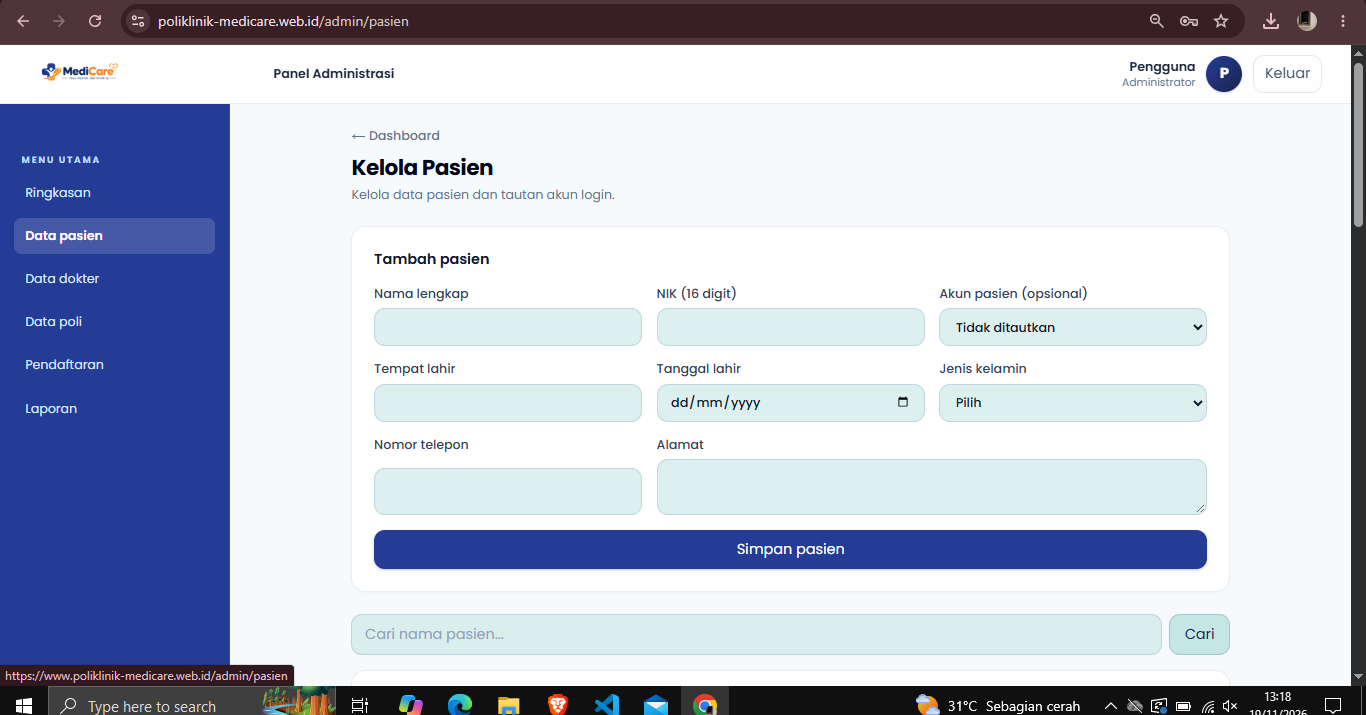 poliklinik-medicare.web.id/admin/pasien
MediCare
Panel Administrasi
Pengguna
Administrator
P
Keluar
MENU UTAMA
Ringkasan
Data pasien
Data dokter
Data poli
Pendaftaran
Laporan
← Dashboard
Kelola Pasien
Kelola data pasien dan tautan akun login.
Tambah pasien
Nama lengkap
NIK (16 digit)
Akun pasien (opsional)
Tidak ditautkan
Tempat lahir
Tanggal lahir
Jenis kelamin
dd/mm/yyyy
Pilih
Nomor telepon
Alamat
Simpan pasien
Cari nama pasien...
Cari
https://www.poliklinik-medicare.web.id/admin/pasien
Type here to search
31°C Sebagian cerah
13:18
19/11/2026